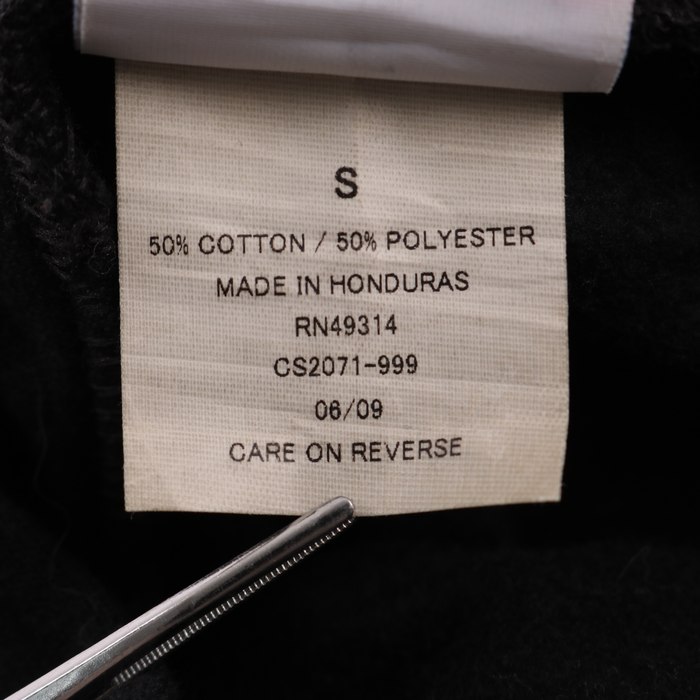 S
50% COTTON / 50% POLYESTER
MADE IN HONDURAS
RN49314
CS2071-999
06/09
CARE ON REVERSE